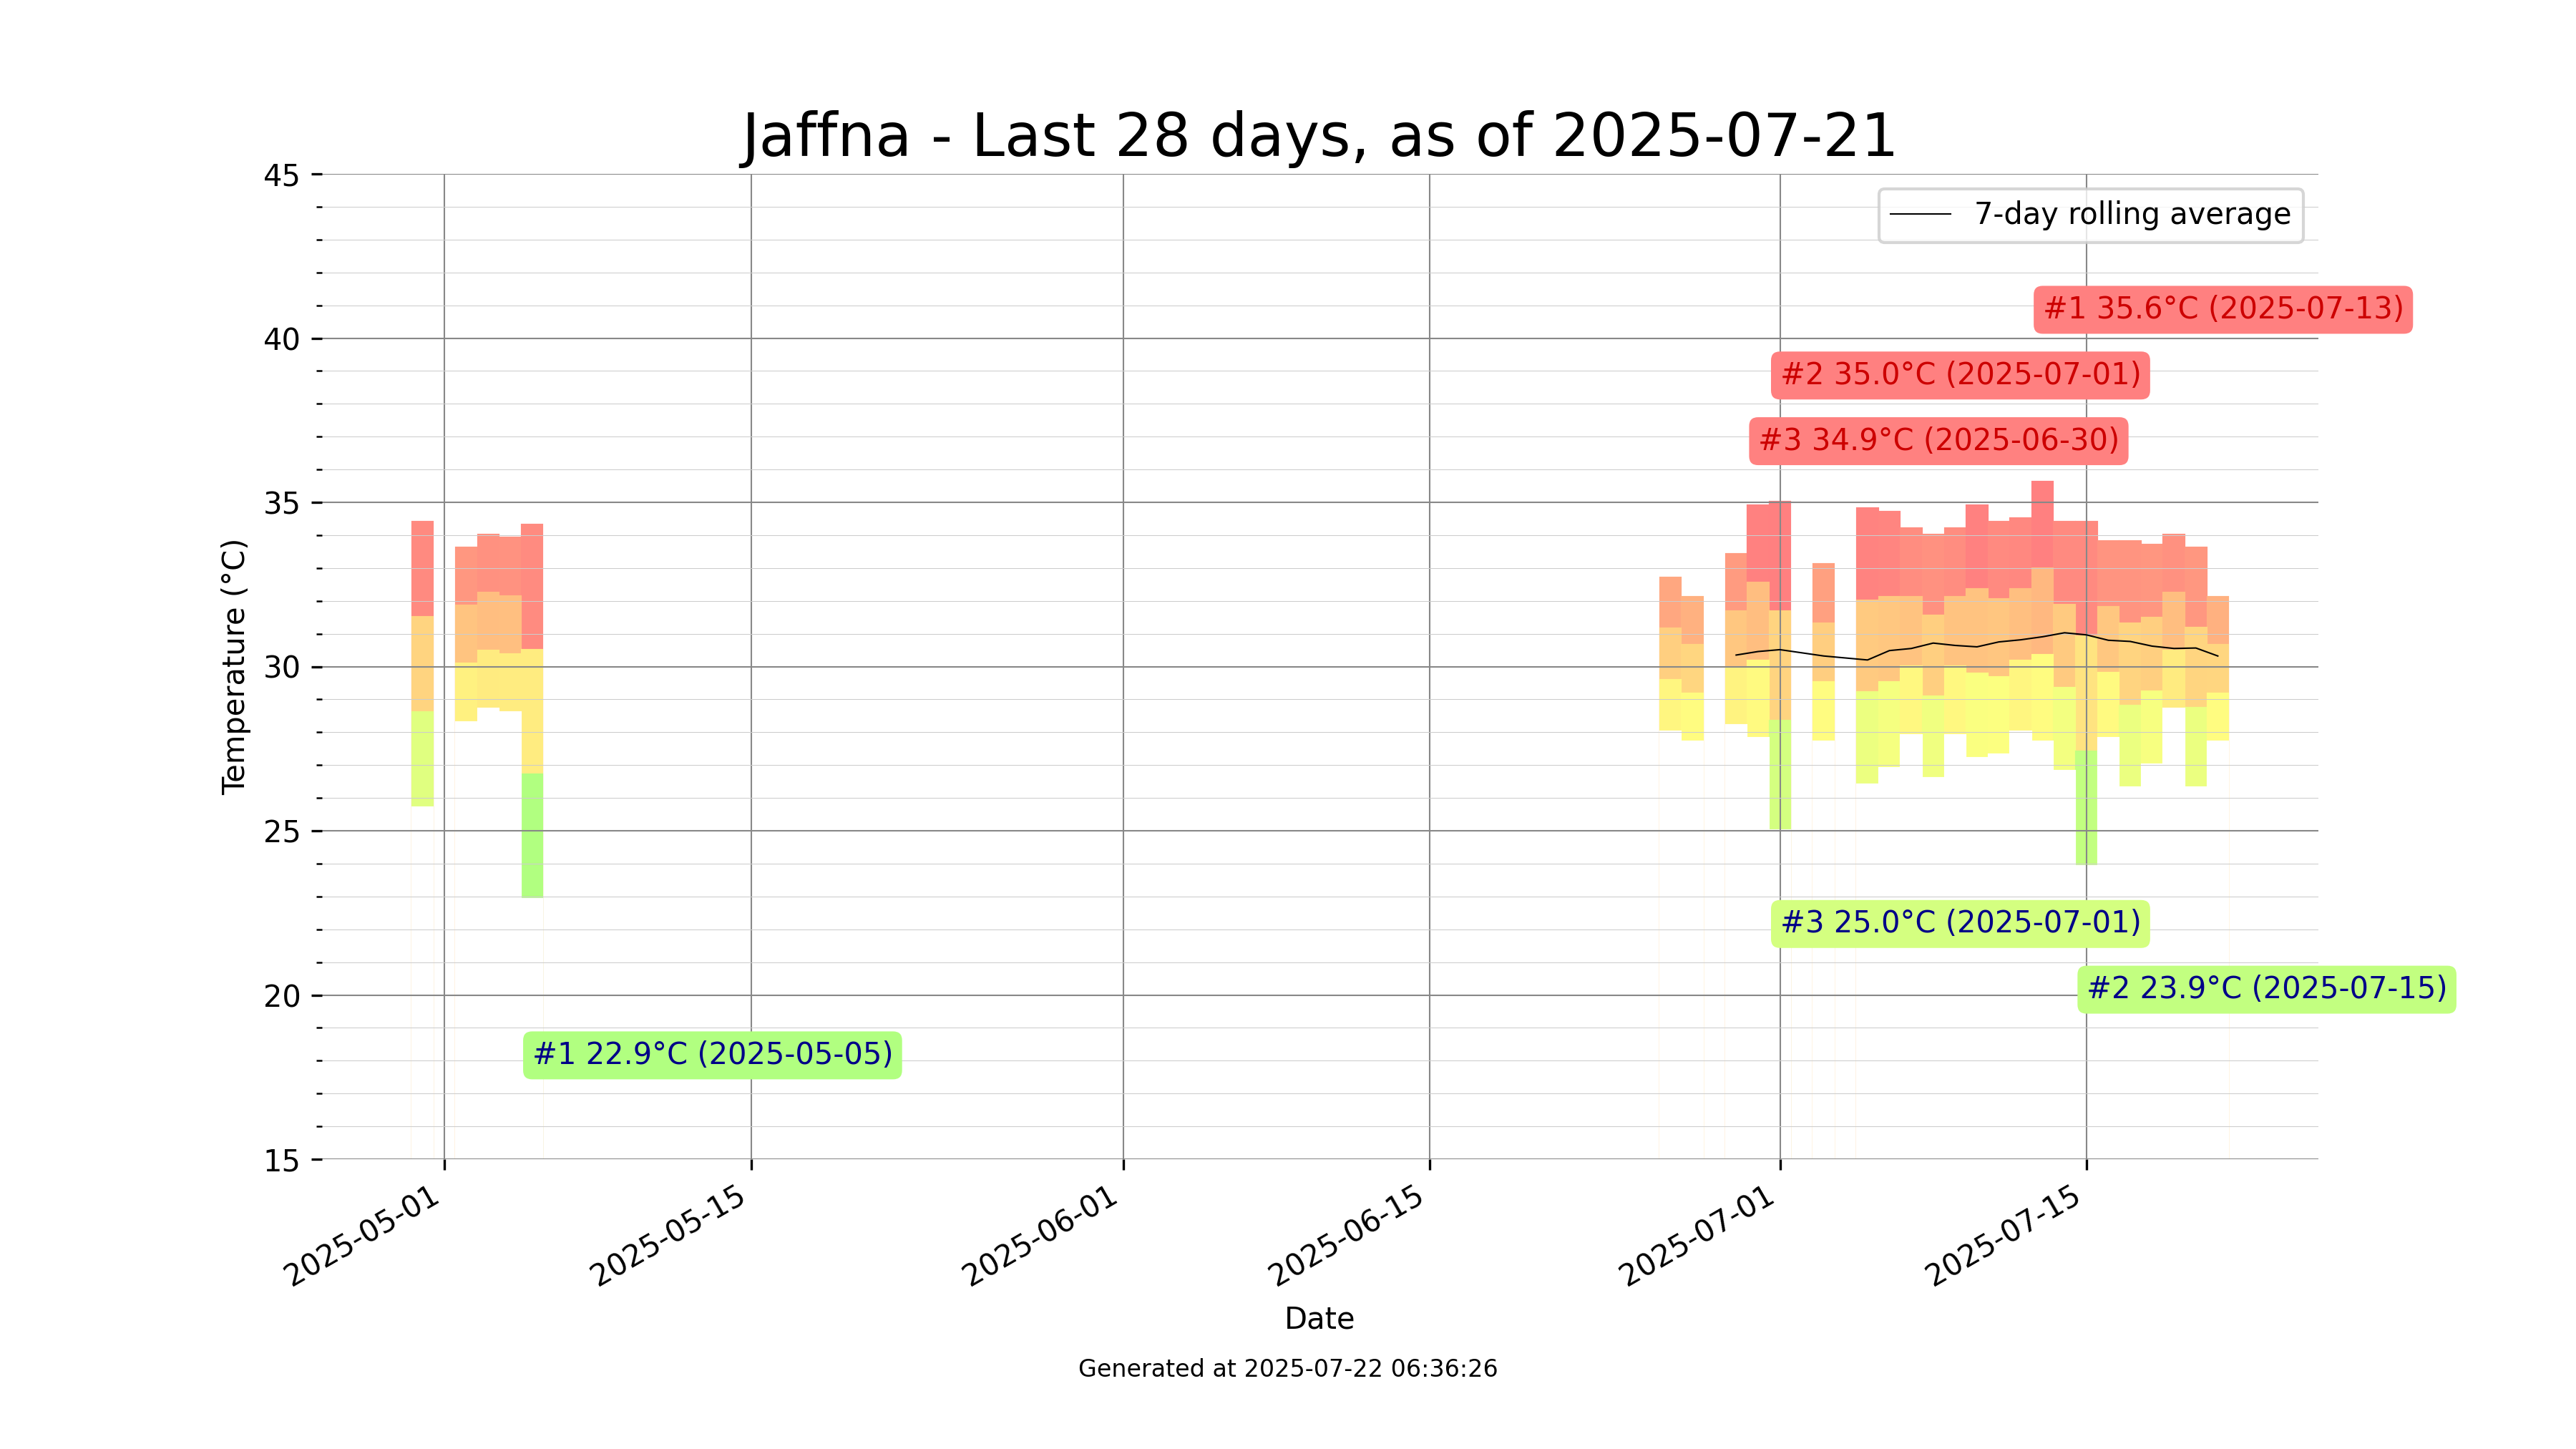 Jaffna - Last 28 days, as of 2025-07-21
45
40
35
30
25
20
15
Temperature (°C)
7-day rolling average
#1 35.6°C (2025-07-13)
#2 35.0°C (2025-07-01)
#3 34.9°C (2025-06-30)
#3 25.0°C (2025-07-01)
#2 23.9°C (2025-07-15)
#1 22.9°C (2025-05-05)
2025-05-01
2025-05-15
2025-06-01
2025-06-15
2025-07-01
2025-07-15
Date
Generated at 2025-07-22 06:36:26